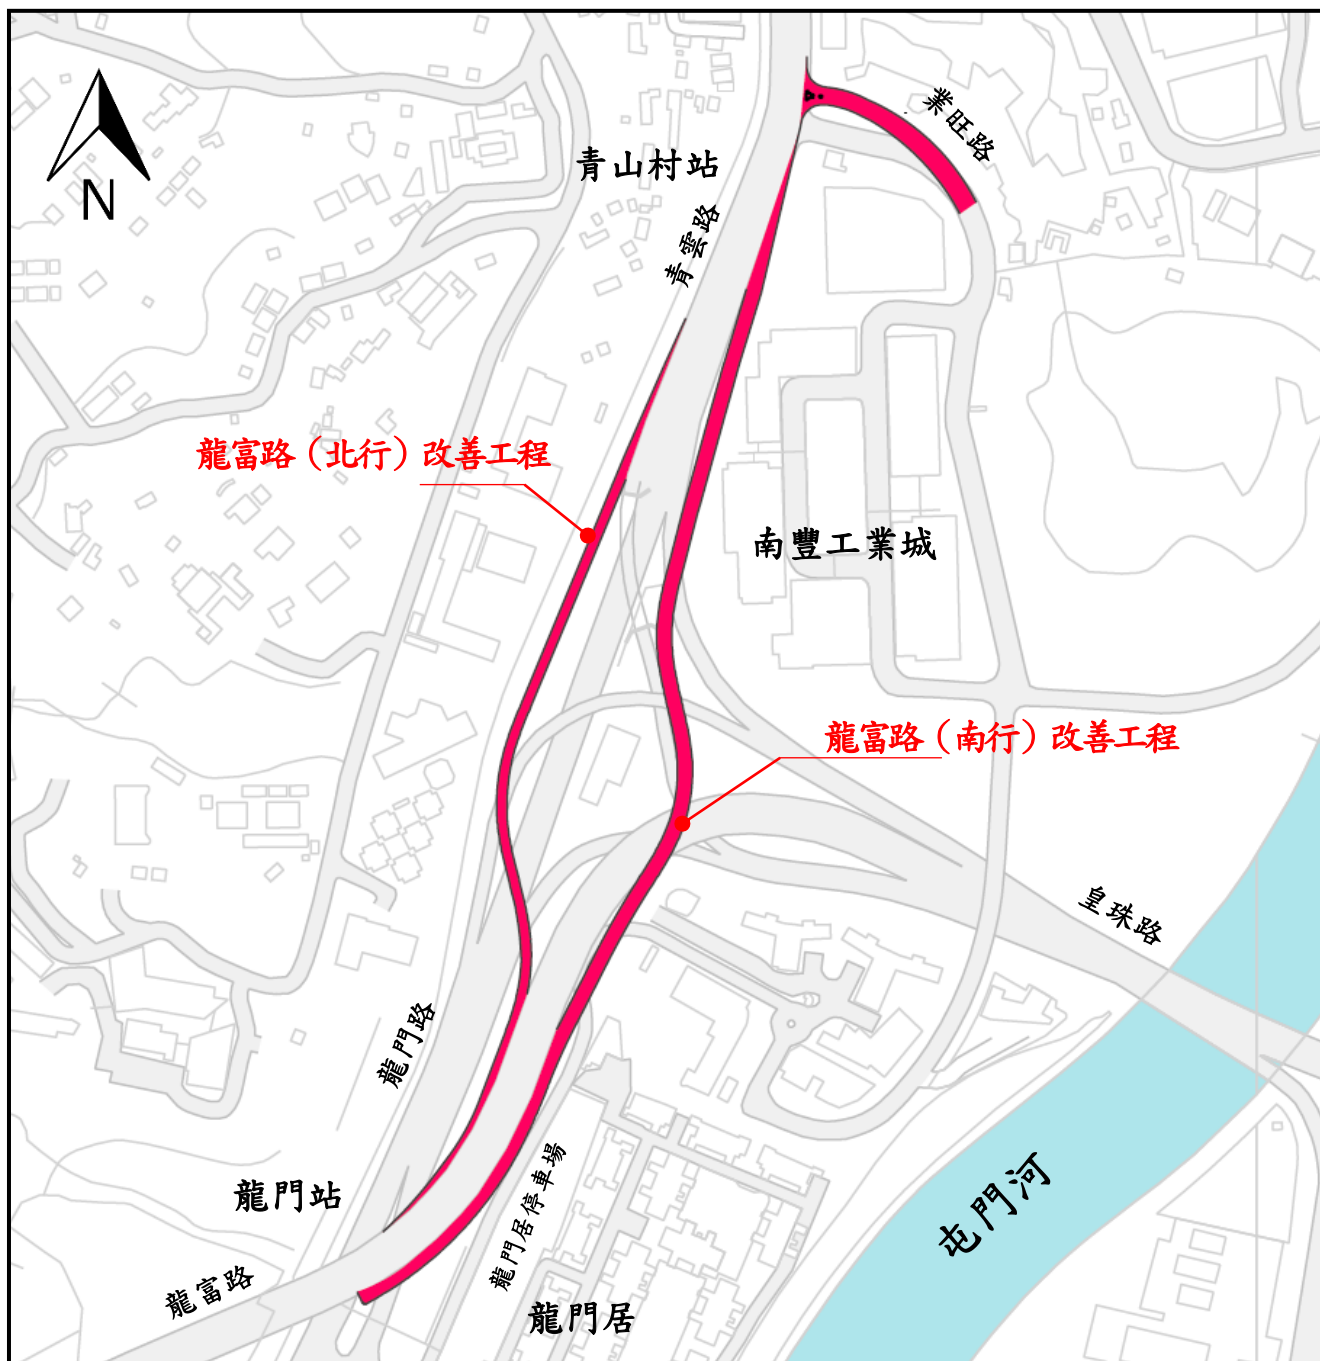 業旺路
青山村站
N
青雲路
龍富路（北行）改善工程
南豐工業城
龍富路（南行）改善工程
皇珠路
龍門路
龍門居停車場
屯門河
龍門站
龍富路
龍門居